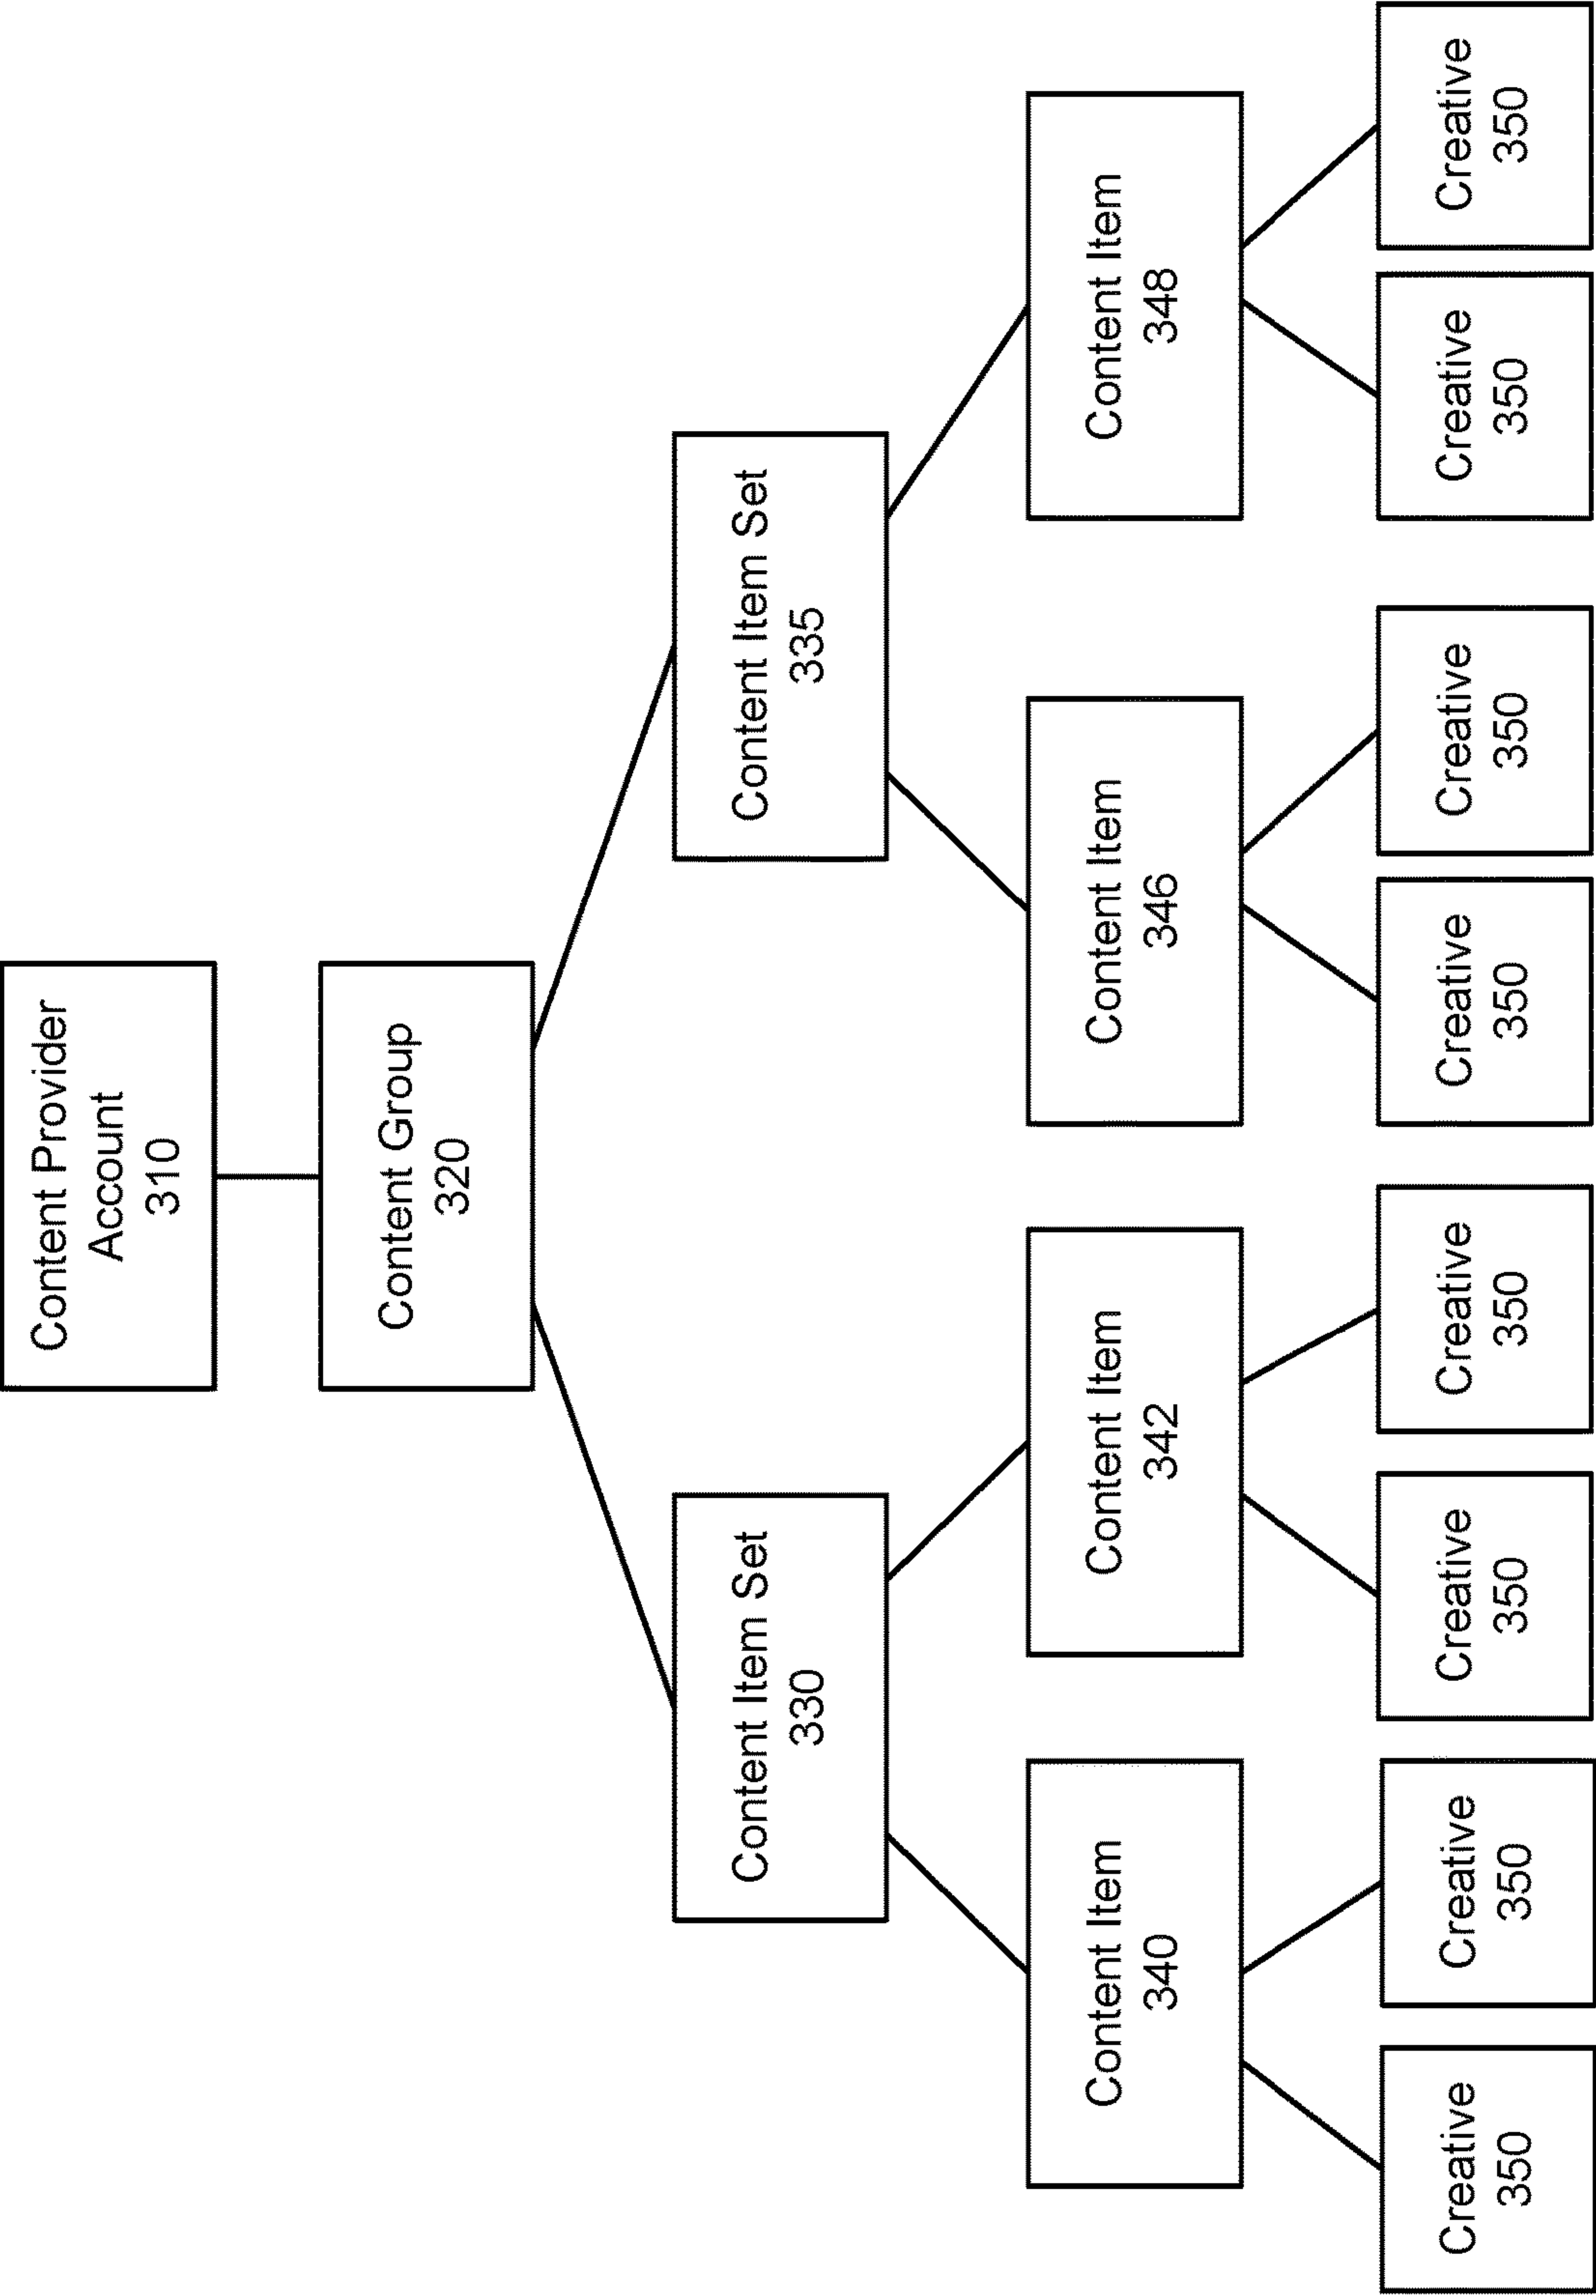 Content Provider
Account
310
Content Group
320
Content Item Set
330
Content Item Set
335
Content Item
340
Content Item
342
Content Item
346
Content Item
348
Creative
350
Creative
350
Creative
350
Creative
350
Creative
350
Creative
350
Creative
350
Creative
350